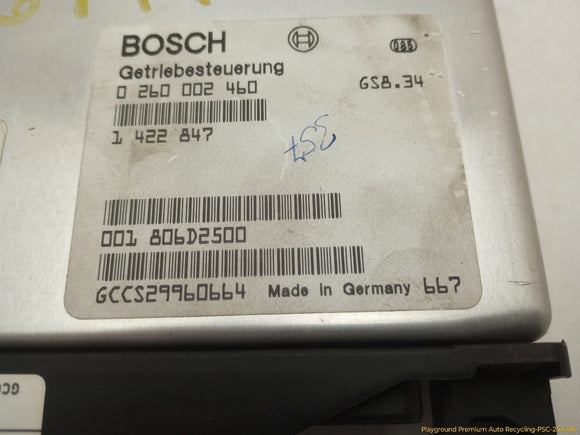 BOSCH
085
Getriebesteuerung
0 260 002 460
GS8.34
1 422 847
001 806D2500
GCCS29960664 Made in Germany 667
Playground Premium Auto Recycling-PSC-